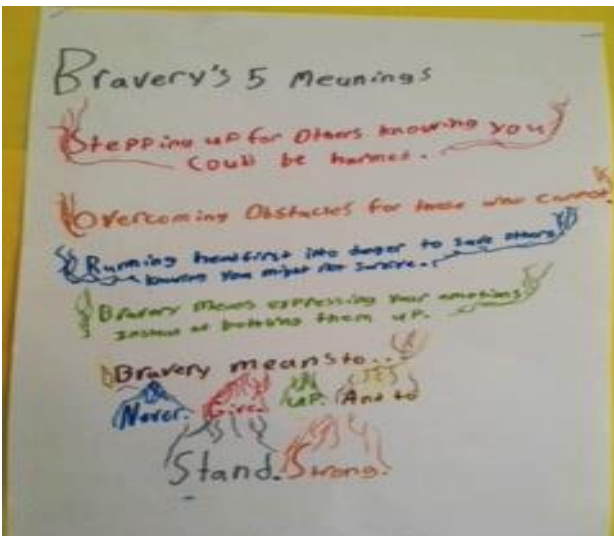 Bravery's 5 Meanings
Stepping up for Others knowing you
Could be harmed.
Overcoming Obstacles for those who cannot.
Running headfirst into danger to save others
knowing you might not survive.
Bravery Means expressing your emotions
Instead of bottling them up.
Bravery means to...
Never. Give. uP. And to
Stand. Strong.